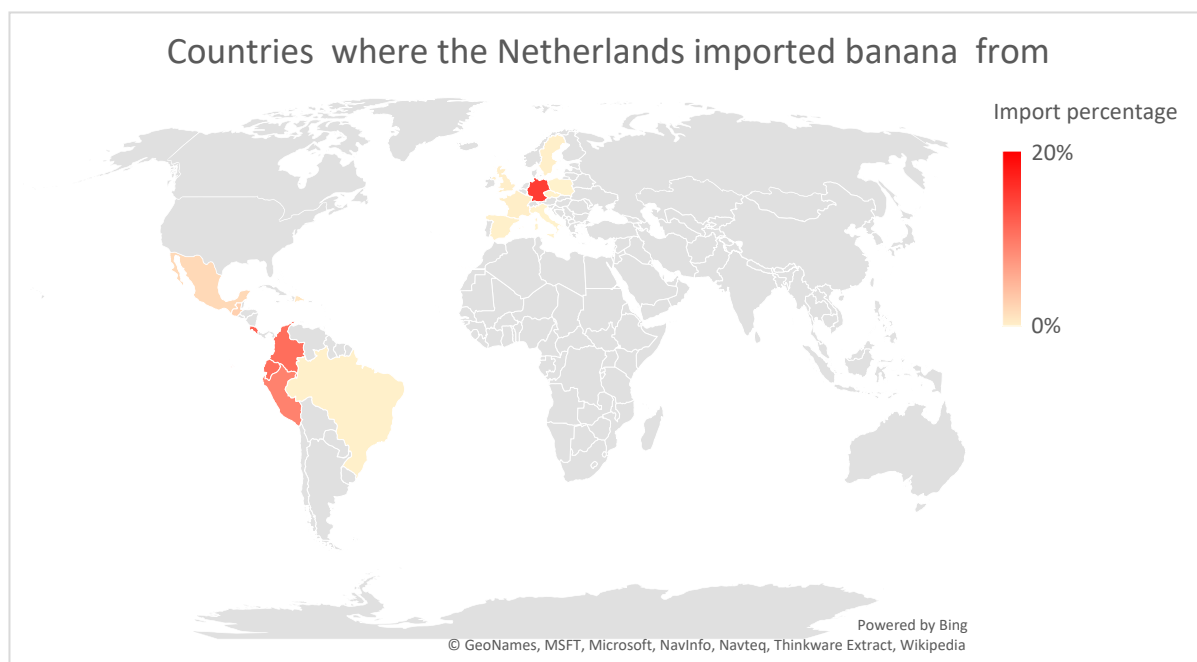 Countries where the Netherlands imported banana from
Import percentage
20%
0%
Powered by Bing
© GeoNames, MSFT, Microsoft, NavInfo, Navteq, Thinkware Extract, Wikipedia